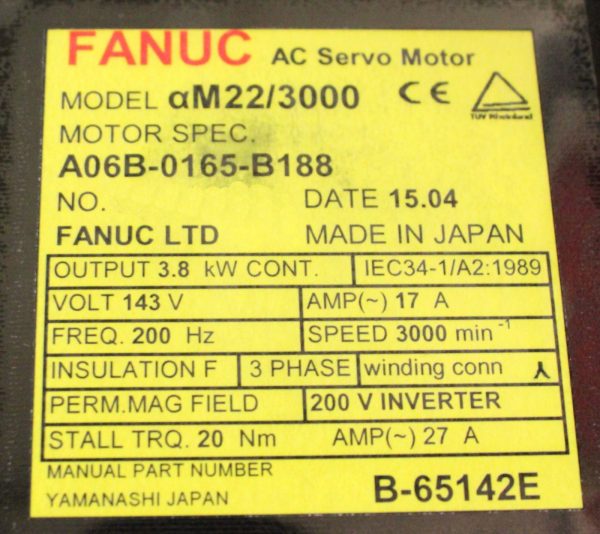 FANUC AC Servo Motor
MODEL αM22/3000 CE
TUV Rheinland
MOTOR SPEC.
A06B-0165-B188
NO. DATE 15.04
FANUC LTD MADE IN JAPAN
OUTPUT 3.8 kW CONT. IEC34-1/A2:1989
VOLT 143 V AMP(~) 17 A
FREQ. 200 Hz SPEED 3000 min⁻¹
INSULATION F 3 PHASE winding conn
PERM.MAG FIELD 200 V INVERTER
STALL TRQ. 20 Nm AMP(~) 27 A
MANUAL PART NUMBER
YAMANASHI JAPAN B-65142E